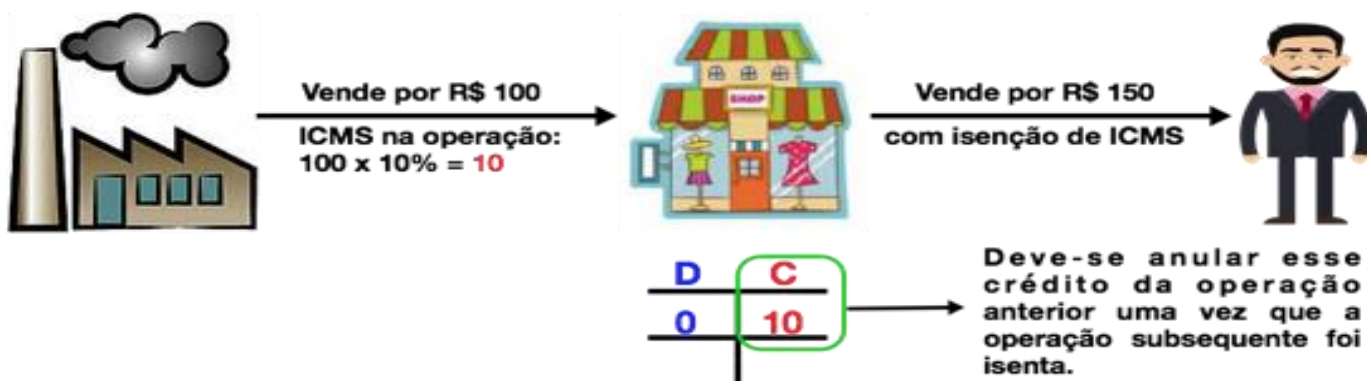 Vende por R$ 100
ICMS na operação:
100 x 10% = 10
SHOP
Vende por R$ 150
com isenção de ICMS
D C
0 10
Deve-se anular esse
crédito da operação
anterior uma vez que a
operação subsequente foi
isenta.